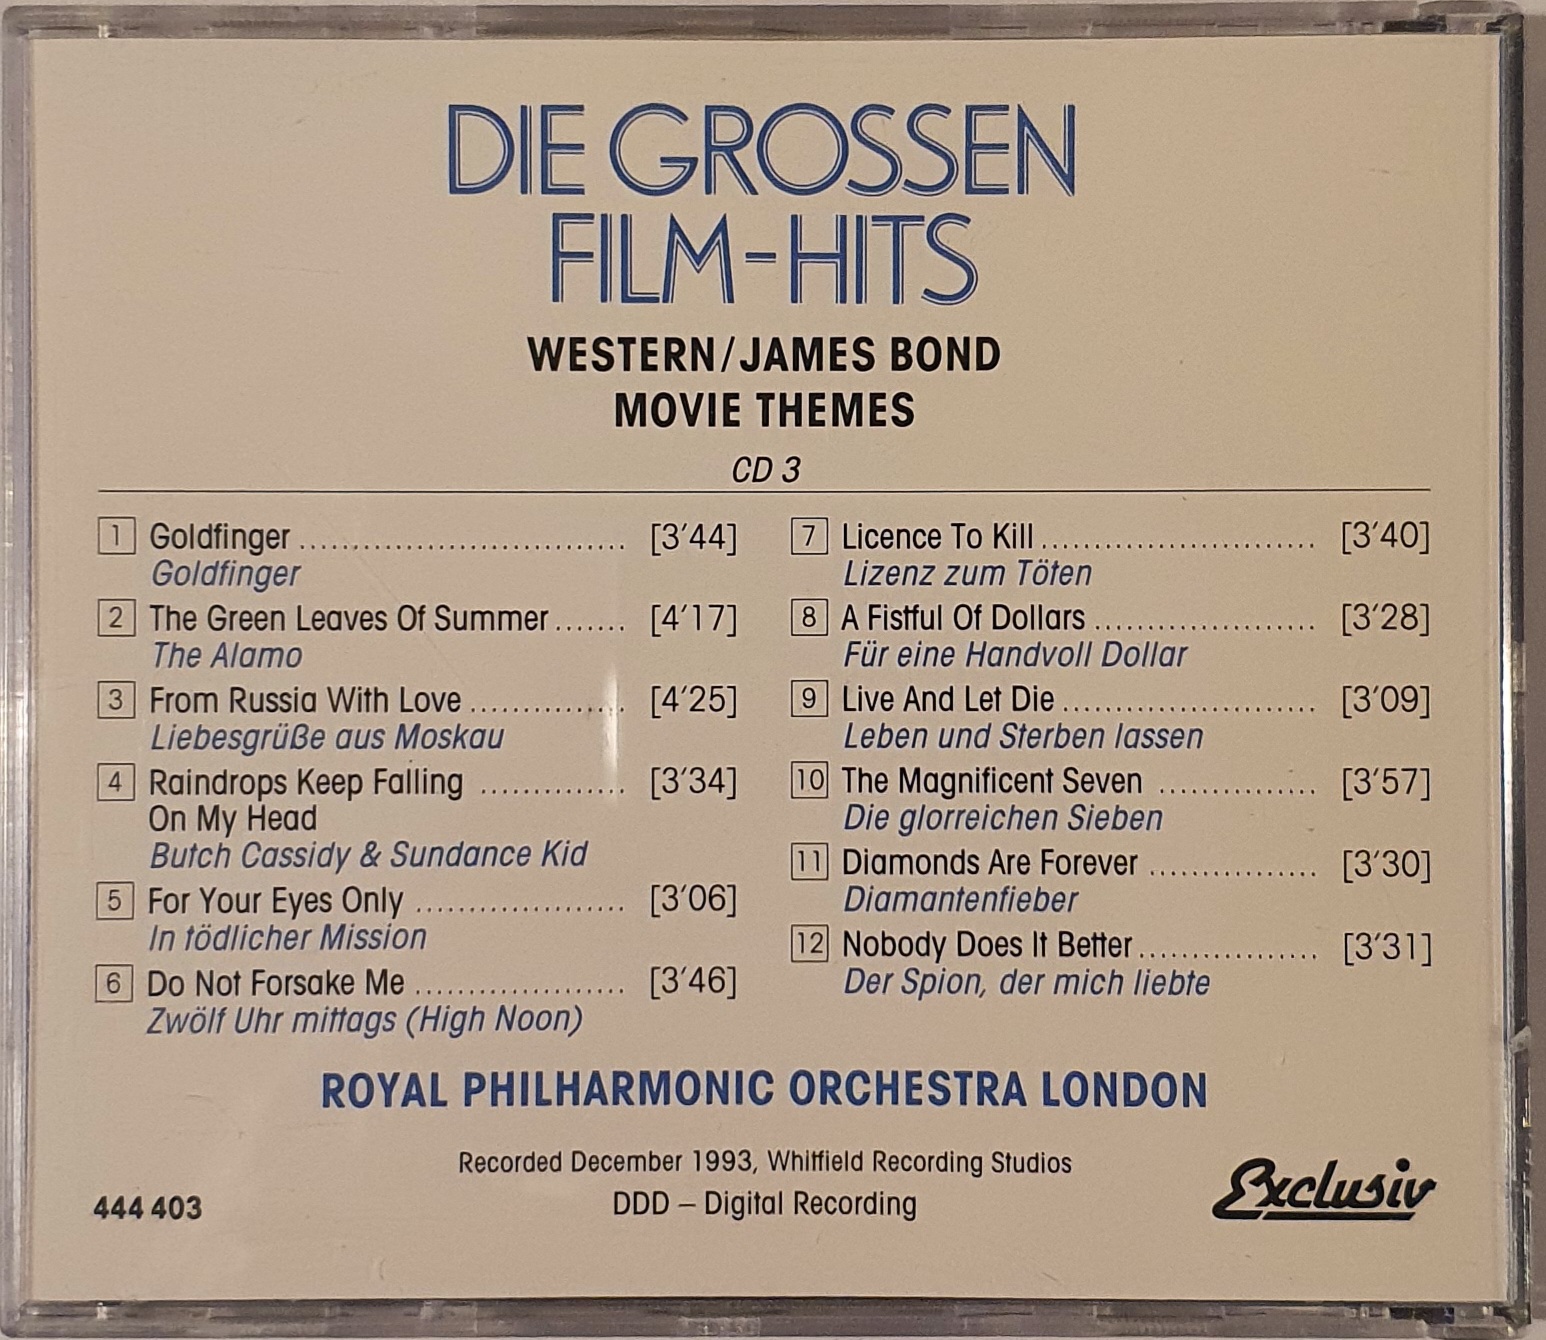 DIE GROSSEN
FILM-HITS
WESTERN/JAMES BOND
MOVIE THEMES
CD 3
1 Goldfinger .............................. [3'44]
Goldfinger
2 The Green Leaves Of Summer ....... [4'17]
The Alamo
3 From Russia With Love .............. [4'25]
Liebesgrüße aus Moskau
4 Raindrops Keep Falling .............. [3'34]
On My Head
Butch Cassidy & Sundance Kid
5 For Your Eyes Only .................... [3'06]
In tödlicher Mission
6 Do Not Forsake Me .................... [3'46]
Zwölf Uhr mittags (High Noon)
7 Licence To Kill .......................... [3'40]
Lizenz zum Töten
8 A Fistful Of Dollars ..................... [3'28]
Für eine Handvoll Dollar
9 Live And Let Die ........................ [3'09]
Leben und Sterben lassen
10 The Magnificent Seven ............... [3'57]
Die glorreichen Sieben
11 Diamonds Are Forever ................ [3'30]
Diamantenfieber
12 Nobody Does It Better ................. [3'31]
Der Spion, der mich liebte
ROYAL PHILHARMONIC ORCHESTRA LONDON
Recorded December 1993, Whitfield Recording Studios
DDD – Digital Recording
444 403
Exclusiv